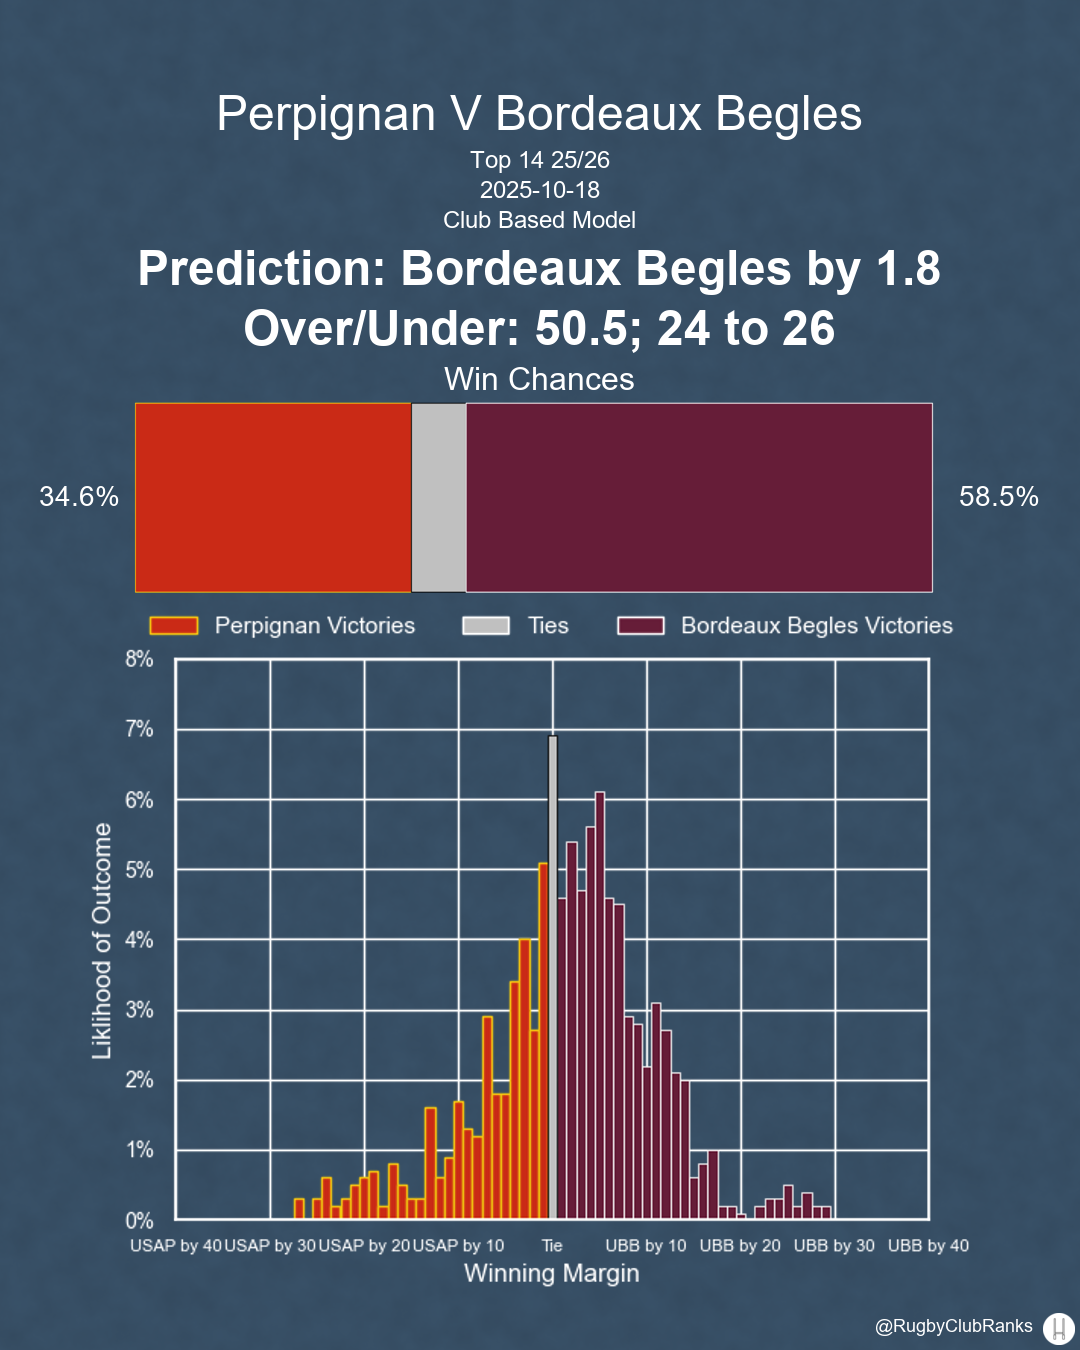 Perpignan V Bordeaux Begles
Top 14 25/26
2025-10-18
Club Based Model
Prediction: Bordeaux Begles by 1.8
Over/Under: 50.5; 24 to 26
Win Chances
34.6%
58.5%
Perpignan Victories
Ties
Bordeaux Begles Victories
8%
7%
6%
5%
4%
3%
2%
1%
0%
Liklihood of Outcome
USAP by 40
USAP by 30
USAP by 20
USAP by 10
Tie
UBB by 10
UBB by 20
UBB by 30
UBB by 40
Winning Margin
@RugbyClubRanks